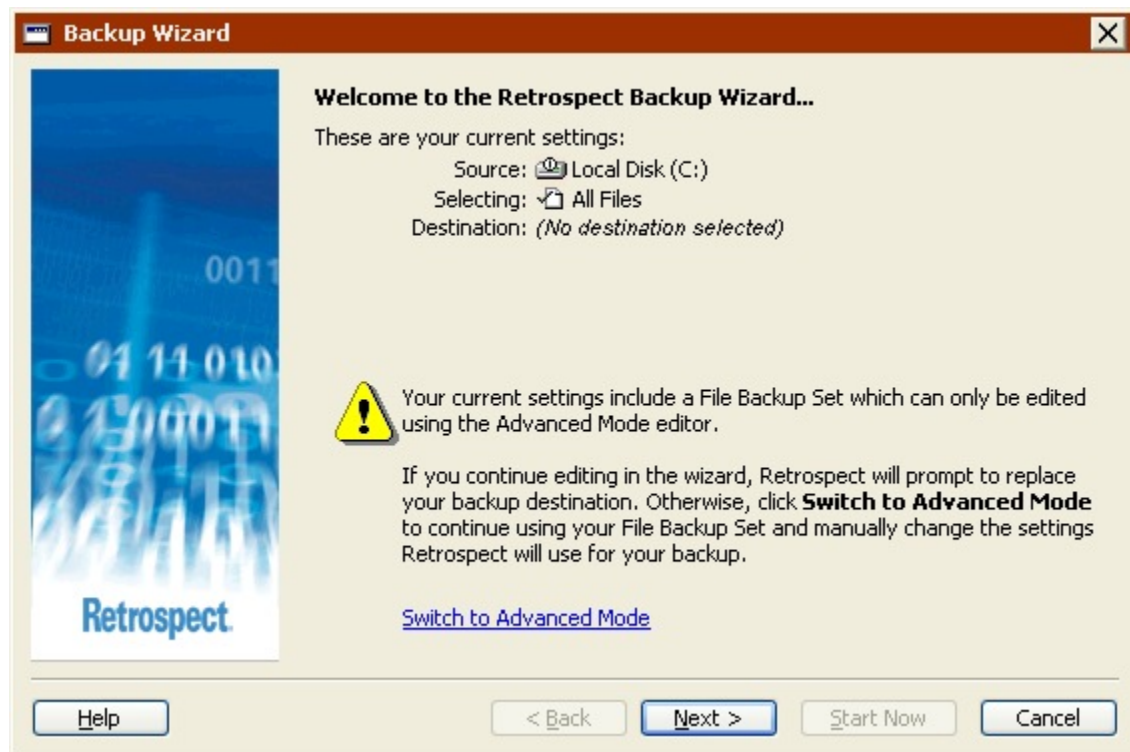 Backup Wizard
Welcome to the Retrospect Backup Wizard...
These are your current settings:
Source: Local Disk (C:)
Selecting: All Files
Destination: (No destination selected)
0011
01 11 010
Your current settings include a File Backup Set which can only be edited
using the Advanced Mode editor.
If you continue editing in the wizard, Retrospect will prompt to replace
your backup destination. Otherwise, click Switch to Advanced Mode
to continue using your File Backup Set and manually change the settings
Retrospect will use for your backup.
Retrospect.
Switch to Advanced Mode
Help
< Back
Next >
Start Now
Cancel